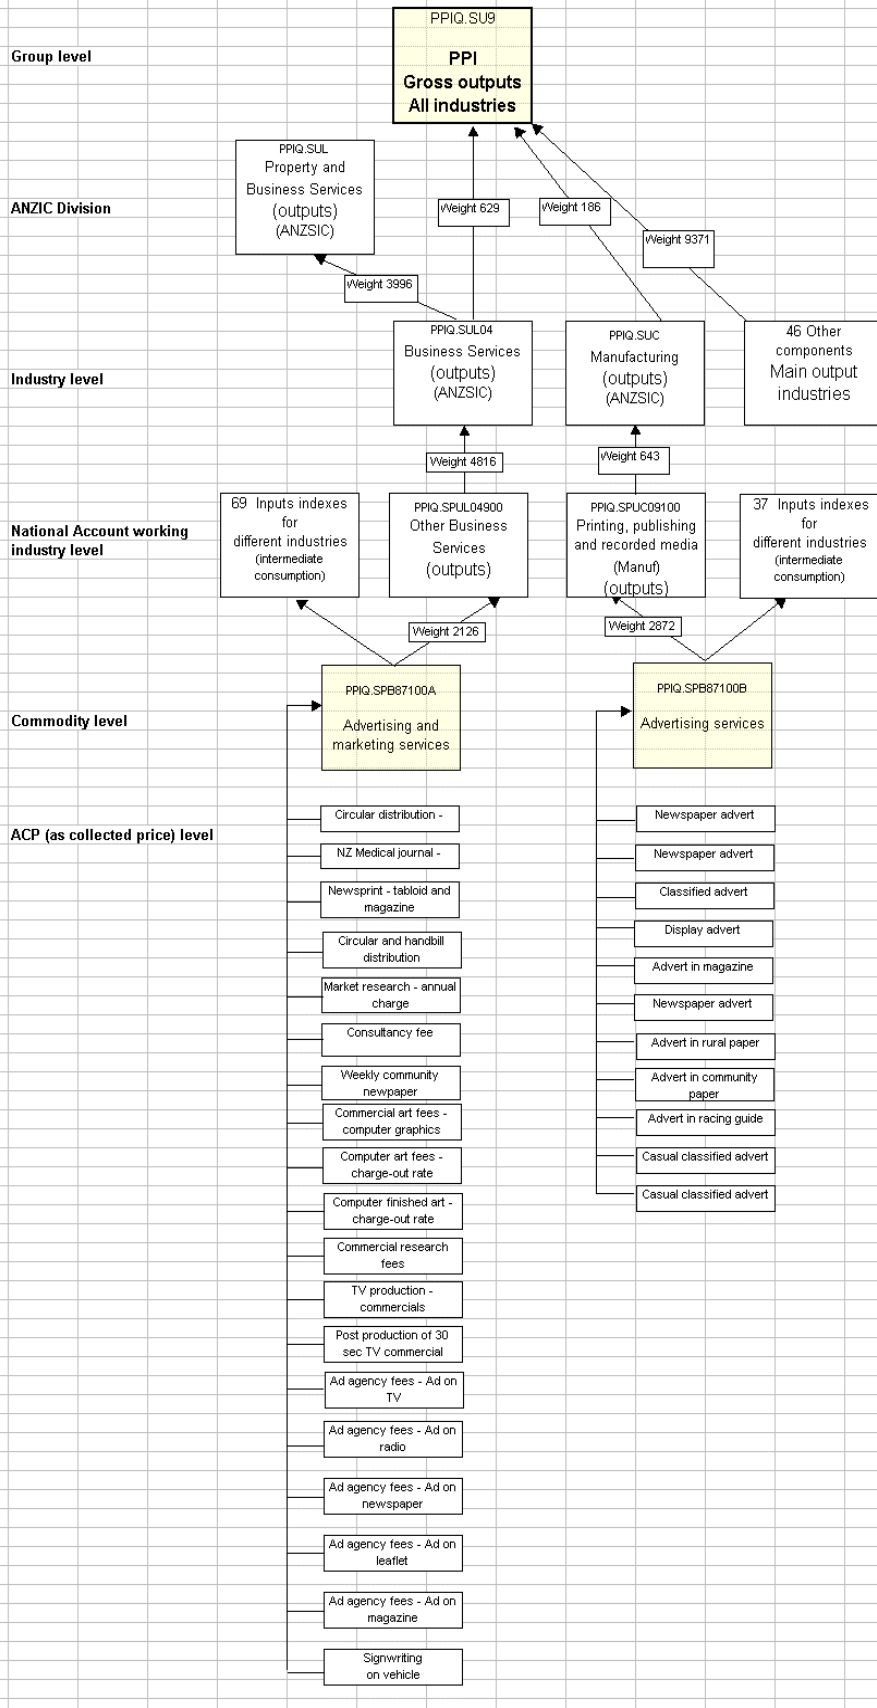 PPIQ.SU9
Group level
PPI
Gross outputs
All industries
PPIQ.SUL
Property and
Business Services
(outputs)
(ANZSIC)
ANZIC Division
Weight 629
Weight 186
Weight 9371
Weight 3996
PPIQ.SUL04
Business Services
(outputs)
(ANZSIC)
PPIQ.SUC
Manufacturing
(outputs)
(ANZSIC)
46 Other
components
Main output
industries
Industry level
Weight 4816
Weight 643
National Account working
industry level
69 Inputs indexes
for
different industries
(intermediate
consumption)
PPIQ.SPUL04900
Other Business
Services
(outputs)
PPIQ.SPUC09100
Printing, publishing
and recorded media
(Manuf)
(outputs)
37 Inputs indexes
for
different industries
(intermediate
consumption)
Weight 2126
Weight 2872
Commodity level
PPIQ.SPB87100A
Advertising and
marketing services
PPIQ.SPB87100B
Advertising services
ACP (as collected price) level
Circular distribution -
NZ Medical journal -
Newsprint - tabloid and
magazine
Circular and handbill
distribution
Market research - annual
charge
Consultancy fee
Weekly community
newpaper
Commercial art fees -
computer graphics
Computer art fees -
charge-out rate
Computer finished art -
charge-out rate
Commercial research
fees
TV production -
commercials
Post production of 30
sec TV commercial
Ad agency fees - Ad on
TV
Ad agency fees - Ad on
radio
Ad agency fees - Ad on
newspaper
Ad agency fees - Ad on
leaflet
Ad agency fees - Ad on
magazine
Signwriting
on vehicle
Newspaper advert
Newspaper advert
Classified advert
Display advert
Advert in magazine
Newspaper advert
Advert in rural paper
Advert in community
paper
Advert in racing guide
Casual classified advert
Casual classified advert